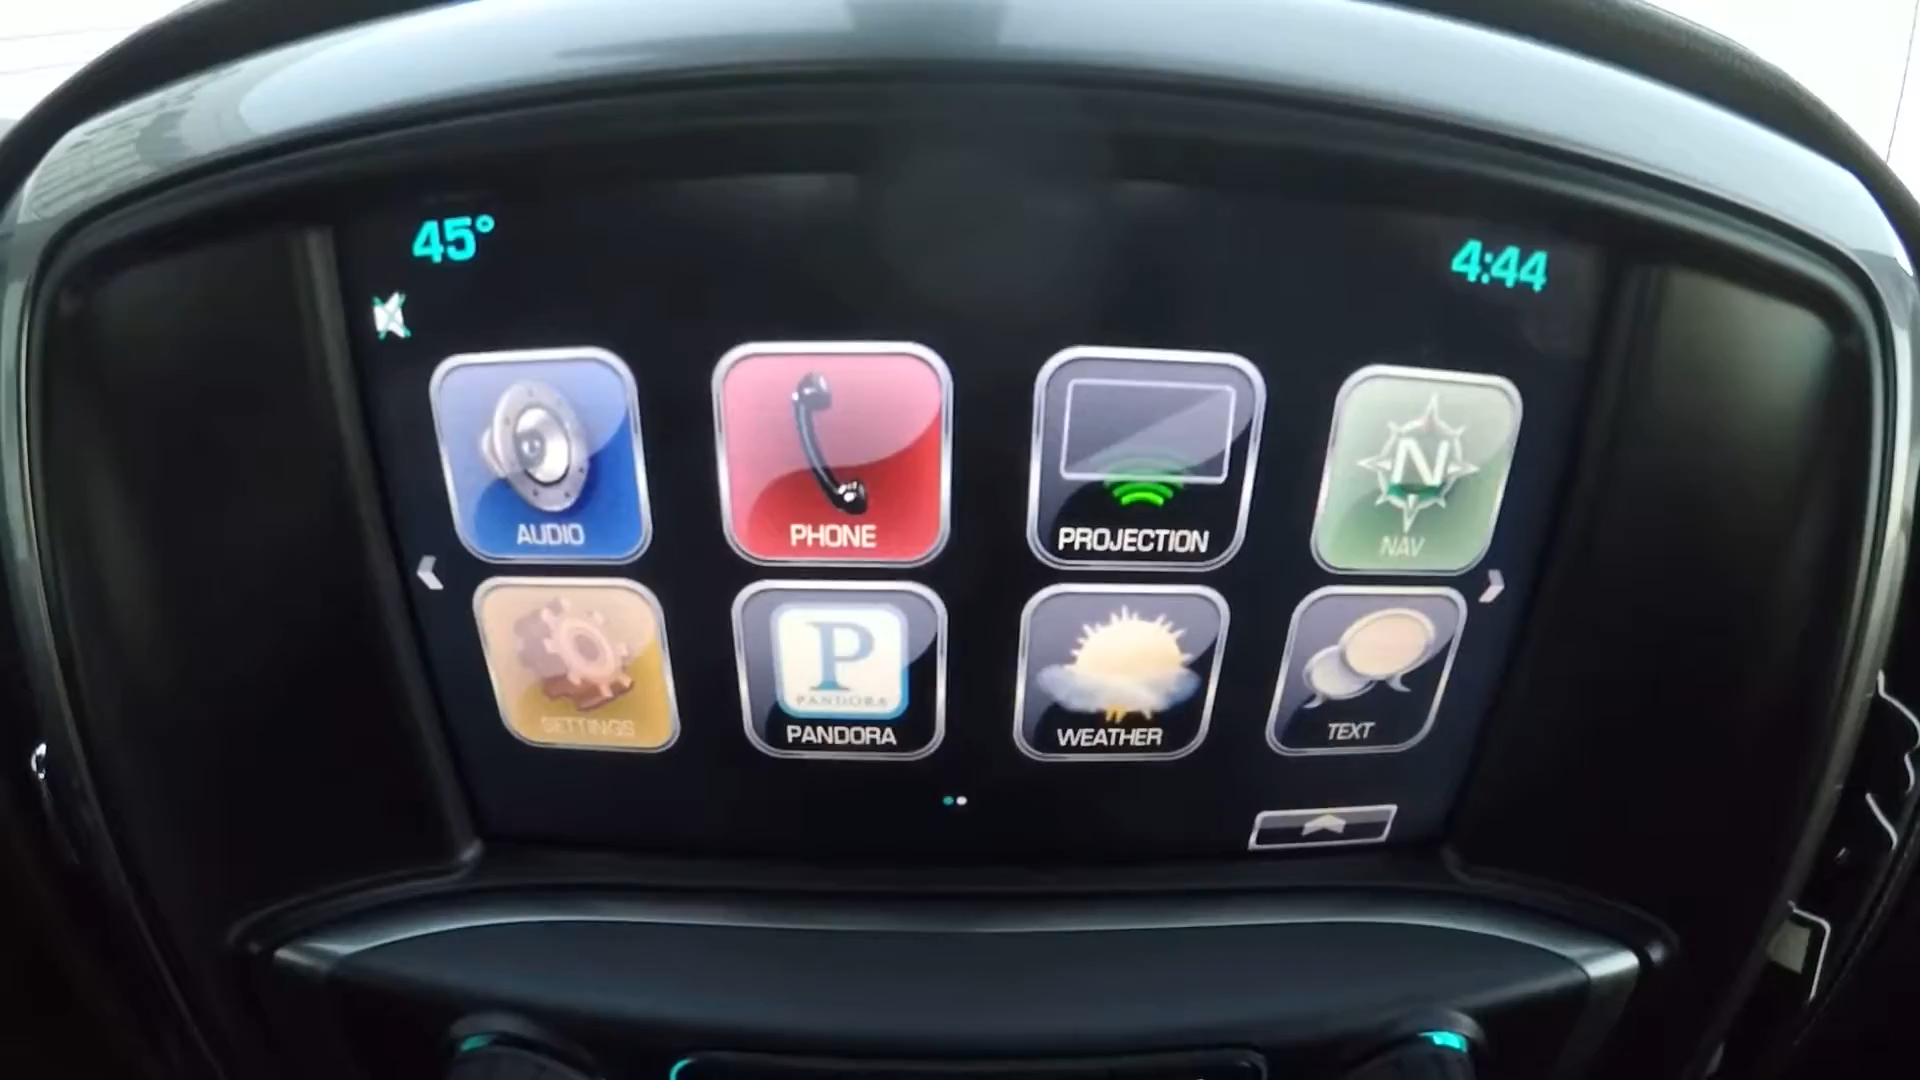 45°
4:44
AUDIO
PHONE
PROJECTION
N
NAV
SETTINGS
P
PANDORA
PANDORA
WEATHER
TEXT